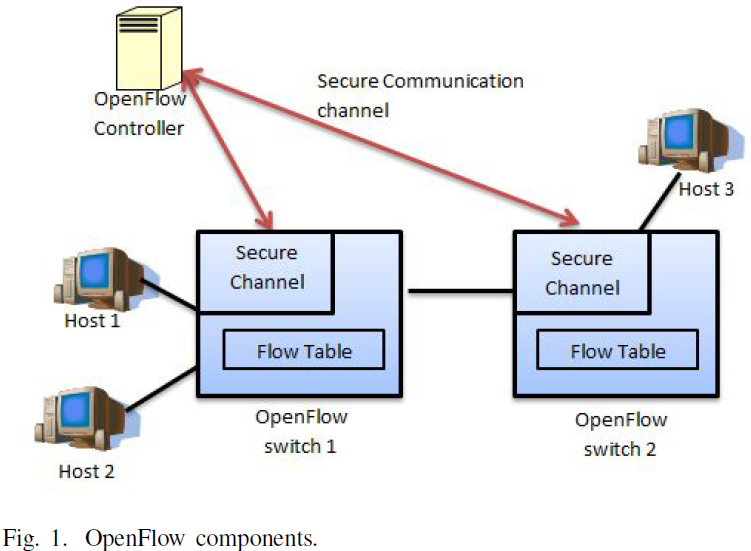 OpenFlow
Controller
Secure Communication
channel
Host 3
Secure
Channel
Flow Table
OpenFlow
switch 1
Secure
Channel
Flow Table
OpenFlow
switch 2
Host 1
Host 2
Fig. 1. OpenFlow components.